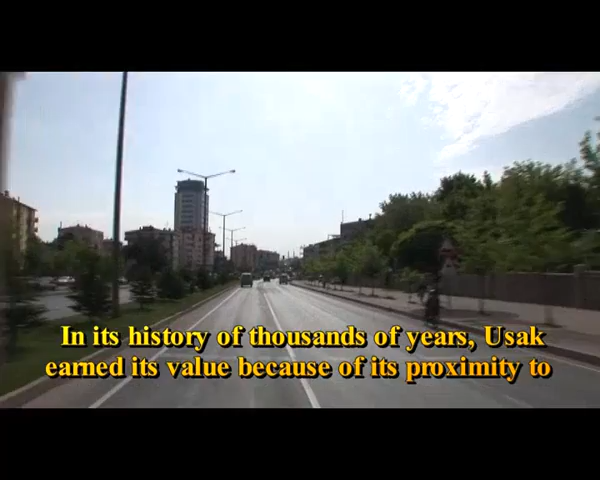 In its history of thousands of years, Usak
earned its value because of its proximity to